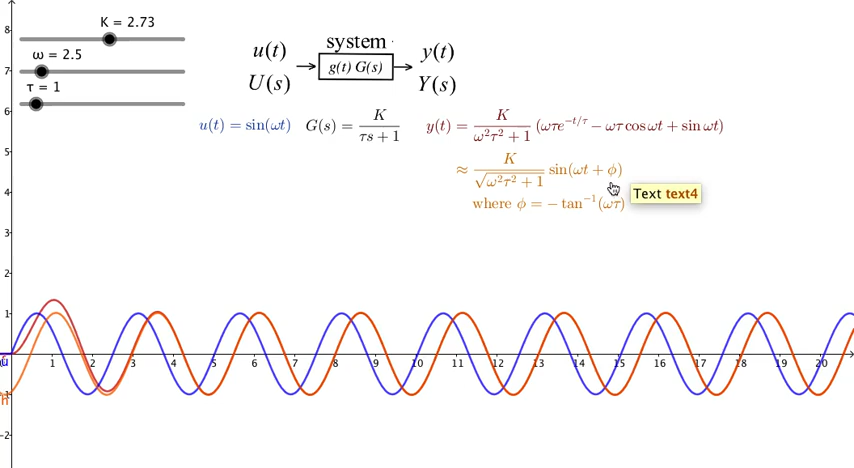 K = 2.73
ω = 2.5
τ = 1
u(t) system y(t)
g(t) G(s)
U(s) Y(s)
u(t) = sin(ωt) G(s) = K/(τs + 1) y(t) = K/(ω²τ² + 1) (ωτe^(−t/τ) − ωτ cos ωt + sin ωt)
≈ K/√(ω²τ² + 1) sin(ωt + φ)
where φ = − tan⁻¹(ωτ)
Text text4
8
7
6
5
4
3
2
1
1 2 3 4 5 6 7 8 9 10 11 12 13 14 15 16 17 18 19 20
u
−1
−2